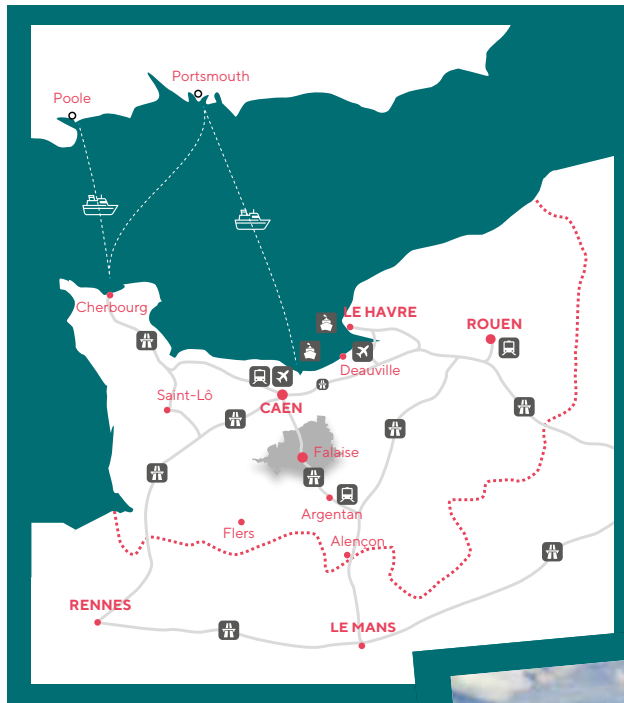 Portsmouth
Poole
Cherbourg
LE HAVRE
ROUEN
Deauville
Saint-Lô
CAEN
Falaise
Argentan
Flers
Alençon
RENNES
LE MANS